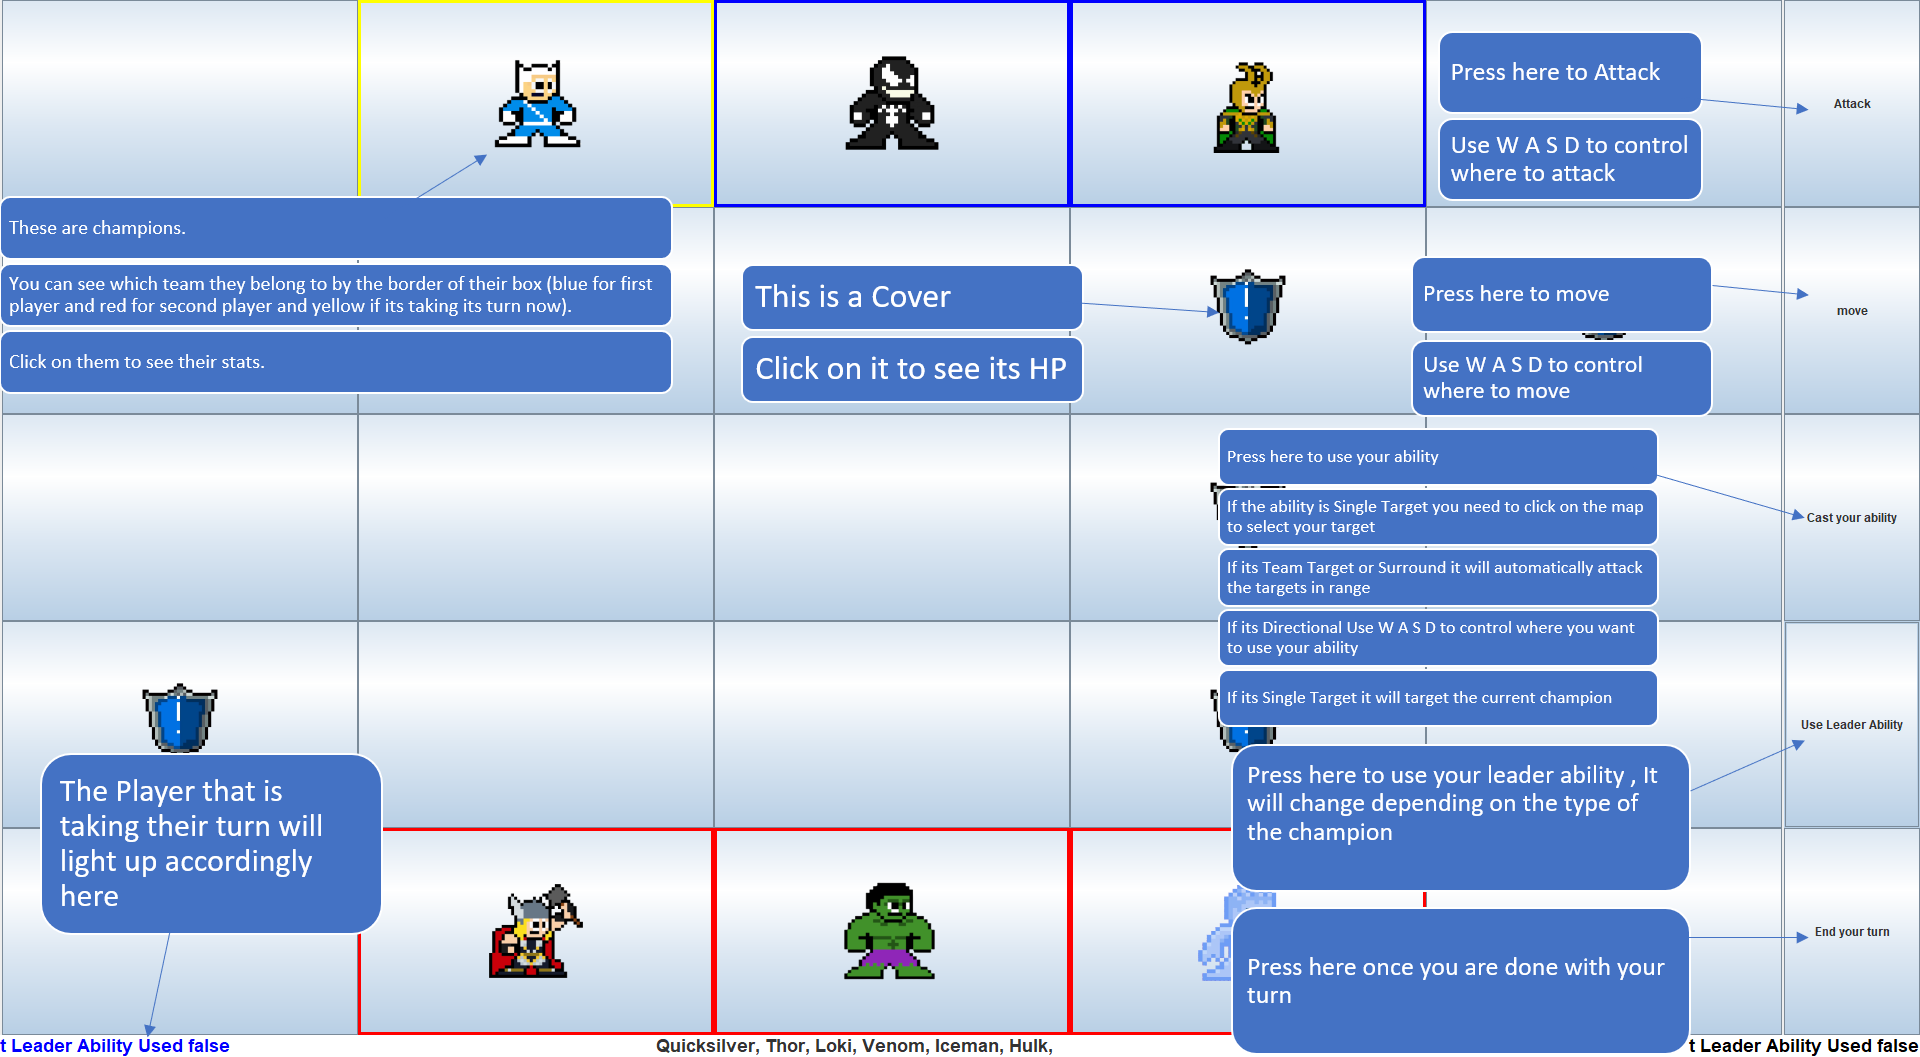 Press here to Attack
Attack
Use W A S D to control
where to attack
These are champions.
You can see which team they belong to by the border of their box (blue for first
player and red for second player and yellow if its taking its turn now).
Click on them to see their stats.
This is a Cover
Click on it to see its HP
Press here to move
move
Use W A S D to control
where to move
Press here to use your ability
If the ability is Single Target you need to click on the map
to select your target
Cast your ability
If its Team Target or Surround it will automatically attack
the targets in range
If its Directional Use W A S D to control where you want
to use your ability
If its Single Target it will target the current champion
Use Leader Ability
The Player that is
taking their turn will
light up accordingly
here
Press here to use your leader ability , It
will change depending on the type of
the champion
Press here once you are done with your
turn
End your turn
t Leader Ability Used false
Quicksilver, Thor, Loki, Venom, Iceman, Hulk,
t Leader Ability Used false